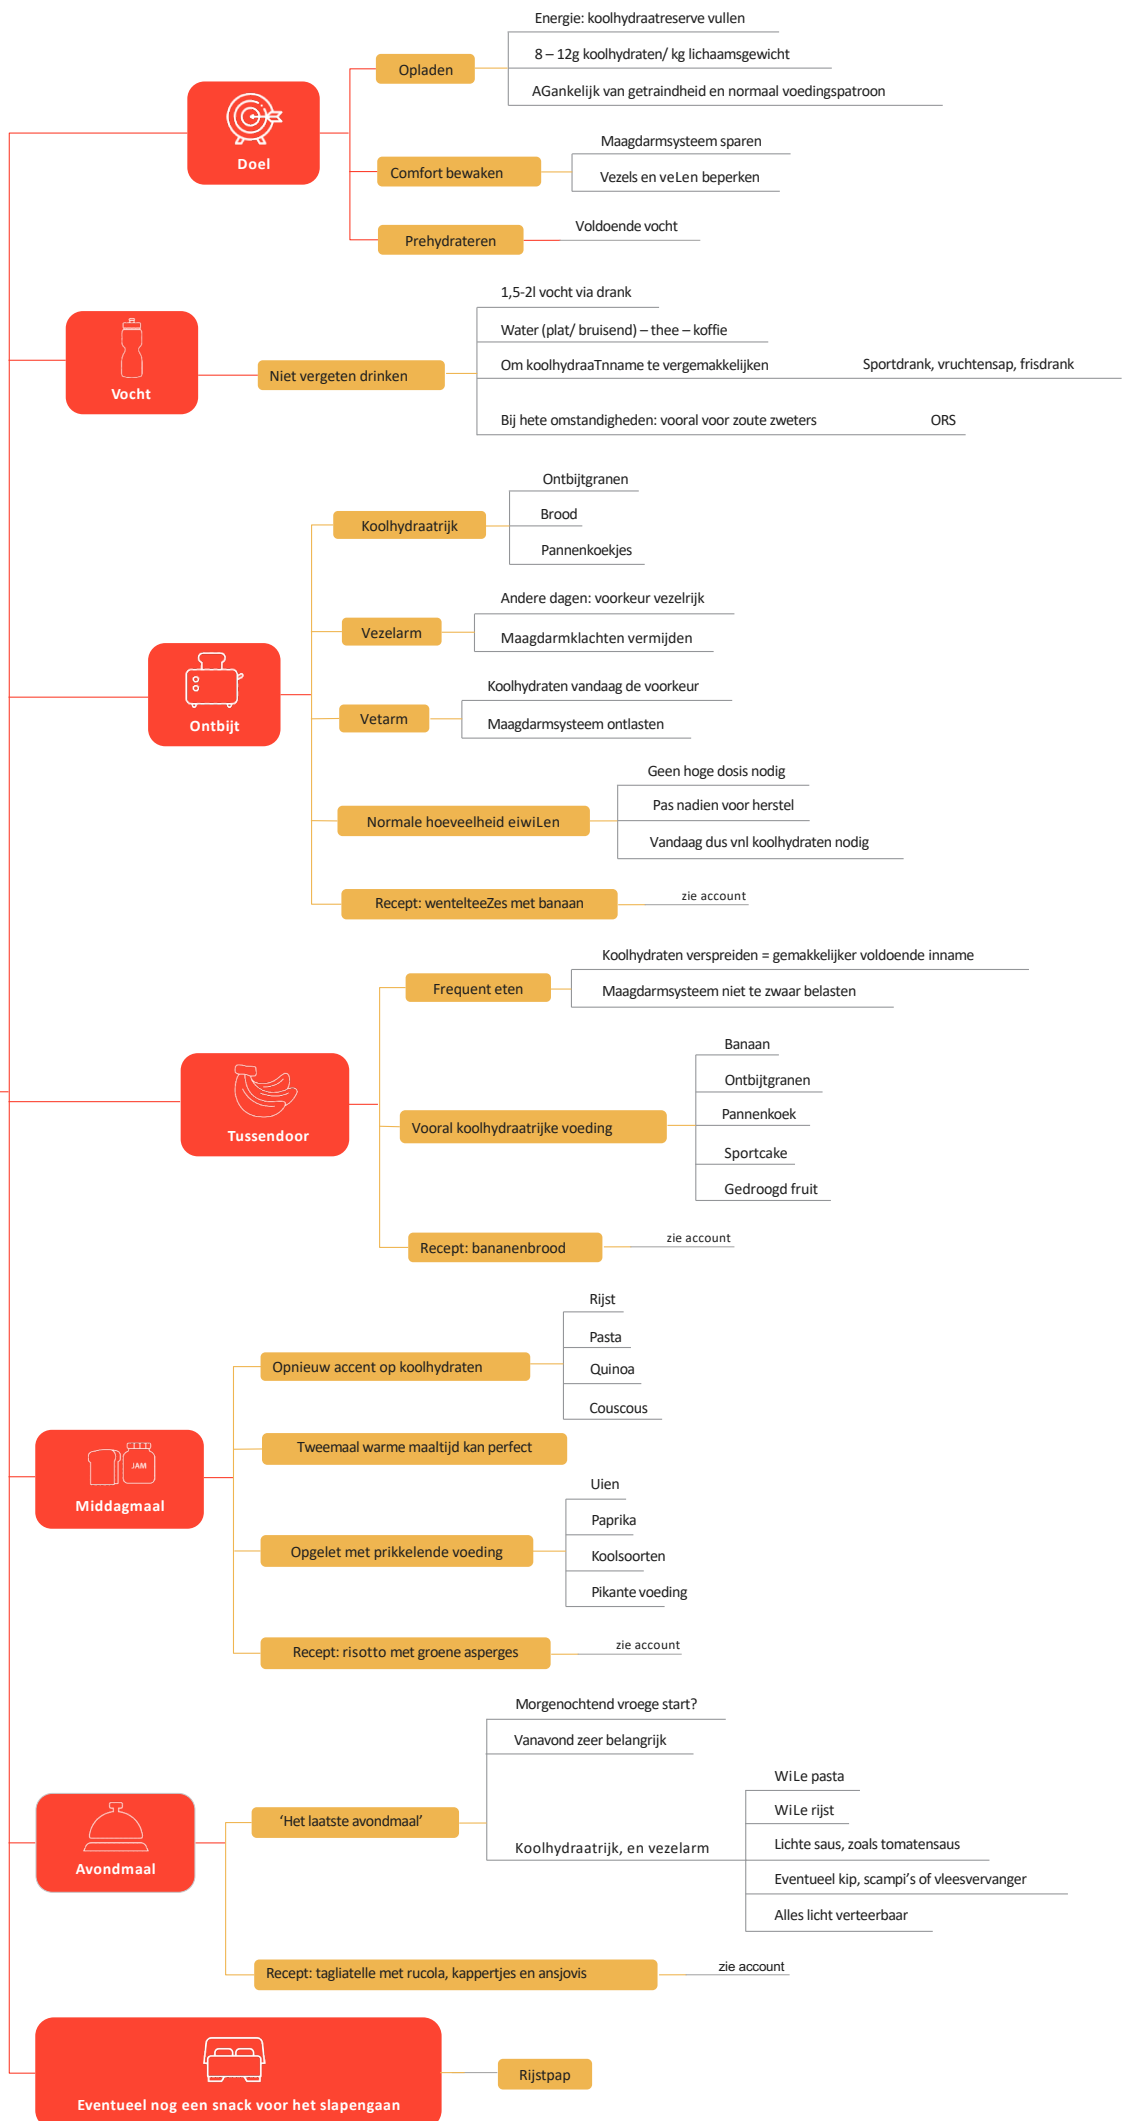 Doel
Opladen
Energie: koolhydraatreserve vullen
8 – 12g koolhydraten/ kg lichaamsgewicht
AGankelijk van getraindheid en normaal voedingspatroon
Comfort bewaken
Maagdarmsysteem sparen
Vezels en veLen beperken
Prehydrateren
Voldoende vocht
Vocht
Niet vergeten drinken
1,5-2l vocht via drank
Water (plat/ bruisend) – thee – koffie
Om koolhydraaTnname te vergemakkelijken
Sportdrank, vruchtensap, frisdrank
Bij hete omstandigheden: vooral voor zoute zweters
ORS
Ontbijt
Koolhydraatrijk
Ontbijtgranen
Brood
Pannenkoekjes
Vezelarm
Andere dagen: voorkeur vezelrijk
Maagdarmklachten vermijden
Vetarm
Koolhydraten vandaag de voorkeur
Maagdarmsysteem ontlasten
Normale hoeveelheid eiwiLen
Geen hoge dosis nodig
Pas nadien voor herstel
Vandaag dus vnl koolhydraten nodig
Recept: wentelteeZes met banaan
zie account
Tussendoor
Frequent eten
Koolhydraten verspreiden = gemakkelijker voldoende inname
Maagdarmsysteem niet te zwaar belasten
Vooral koolhydraatrijke voeding
Banaan
Ontbijtgranen
Pannenkoek
Sportcake
Gedroogd fruit
Recept: bananenbrood
zie account
JAM
Middagmaal
Opnieuw accent op koolhydraten
Rijst
Pasta
Quinoa
Couscous
Tweemaal warme maaltijd kan perfect
Opgelet met prikkelende voeding
Uien
Paprika
Koolsoorten
Pikante voeding
Recept: risotto met groene asperges
zie account
Avondmaal
‘Het laatste avondmaal’
Morgenochtend vroege start?
Vanavond zeer belangrijk
Koolhydraatrijk, en vezelarm
WiLe pasta
WiLe rijst
Lichte saus, zoals tomatensaus
Eventueel kip, scampi’s of vleesvervanger
Alles licht verteerbaar
Recept: tagliatelle met rucola, kappertjes en ansjovis
zie account
Eventueel nog een snack voor het slapengaan
Rijstpap